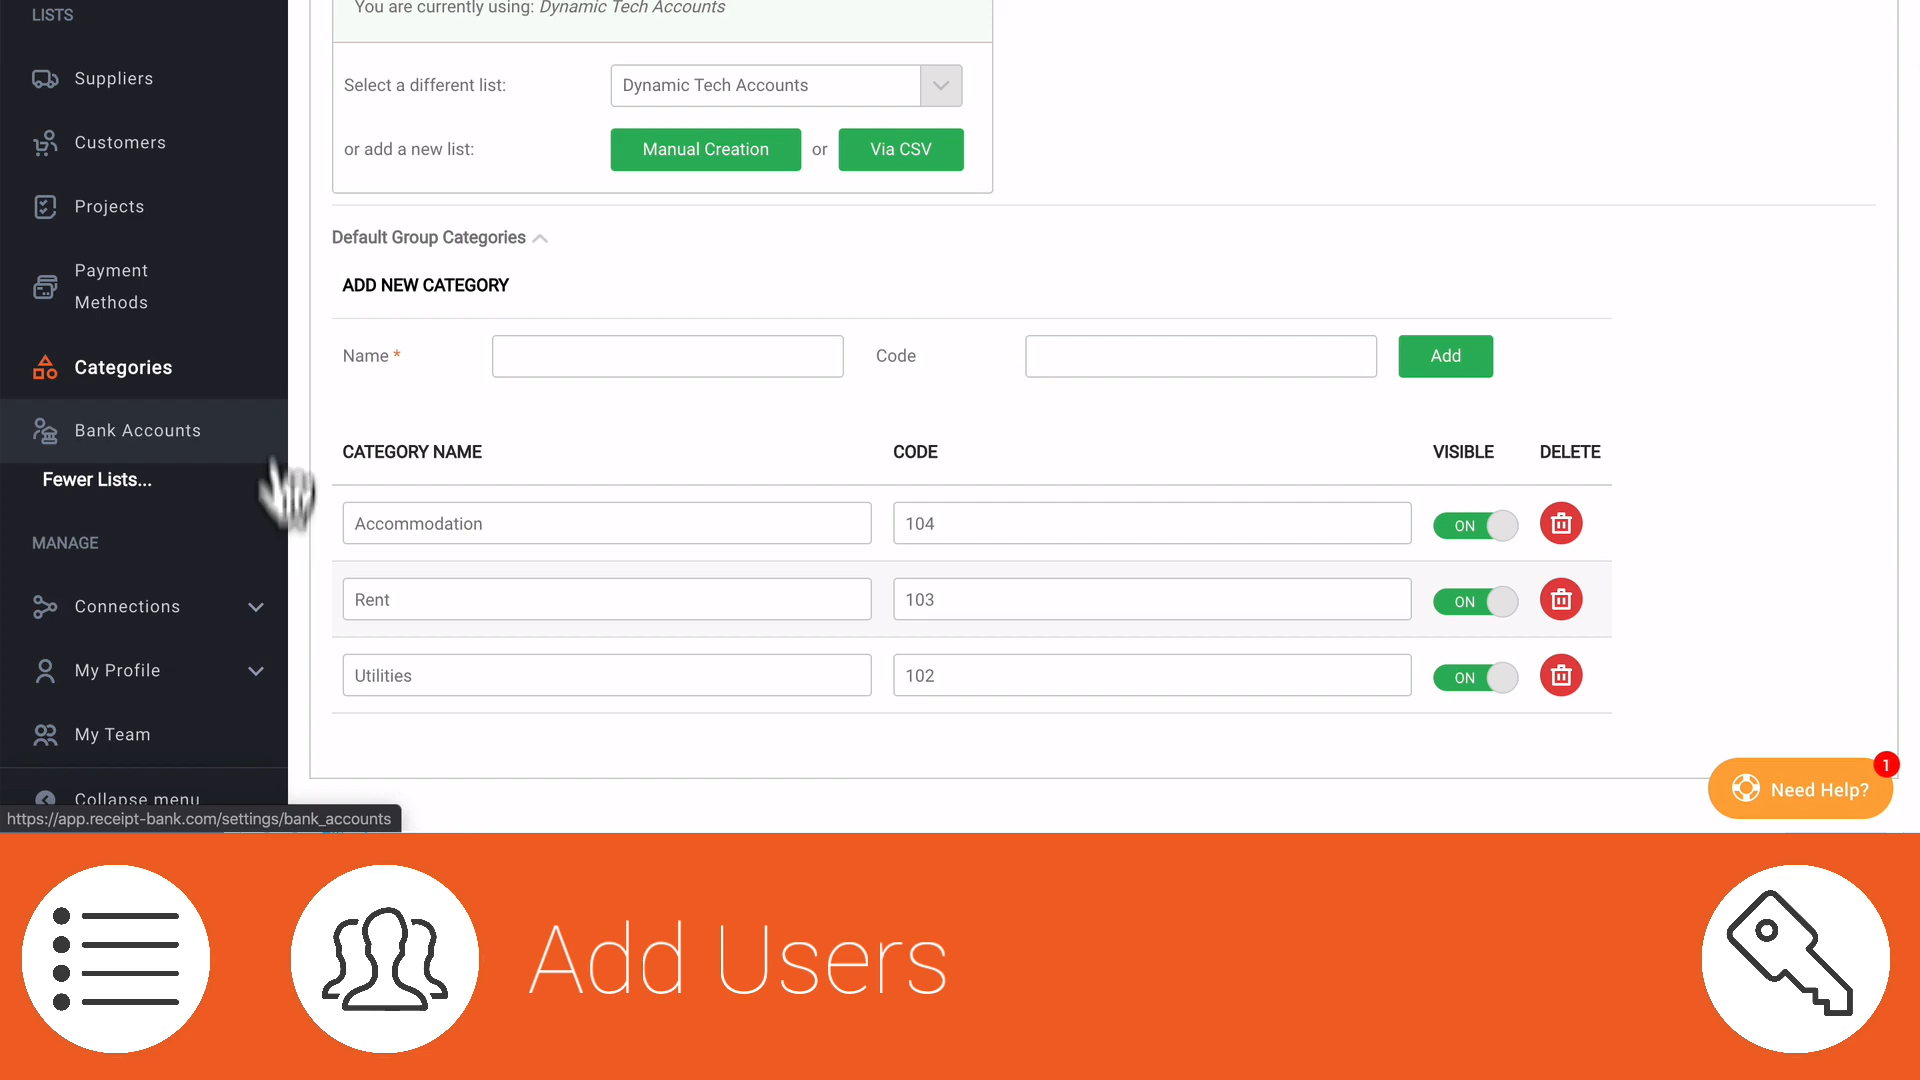 LISTS
Suppliers
Customers
Projects
Payment
Methods
Categories
Bank Accounts
Fewer Lists...
MANAGE
Connections
My Profile
My Team
Collapse menu
https://app.receipt-bank.com/settings/bank_accounts
You are currently using: Dynamic Tech Accounts
Select a different list: Dynamic Tech Accounts
or add a new list: Manual Creation or Via CSV
Default Group Categories
ADD NEW CATEGORY
Name * Code Add
CATEGORY NAME CODE VISIBLE DELETE
Accommodation 104 ON
Rent 103 ON
Utilities 102 ON
1
Need Help?
Add Users